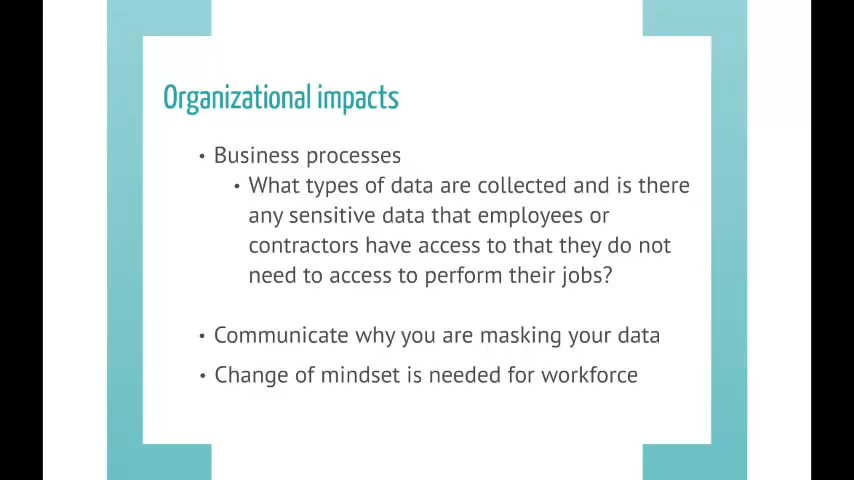 Organizational impacts
• Business processes
• What types of data are collected and is there
any sensitive data that employees or
contractors have access to that they do not
need to access to perform their jobs?
• Communicate why you are masking your data
• Change of mindset is needed for workforce